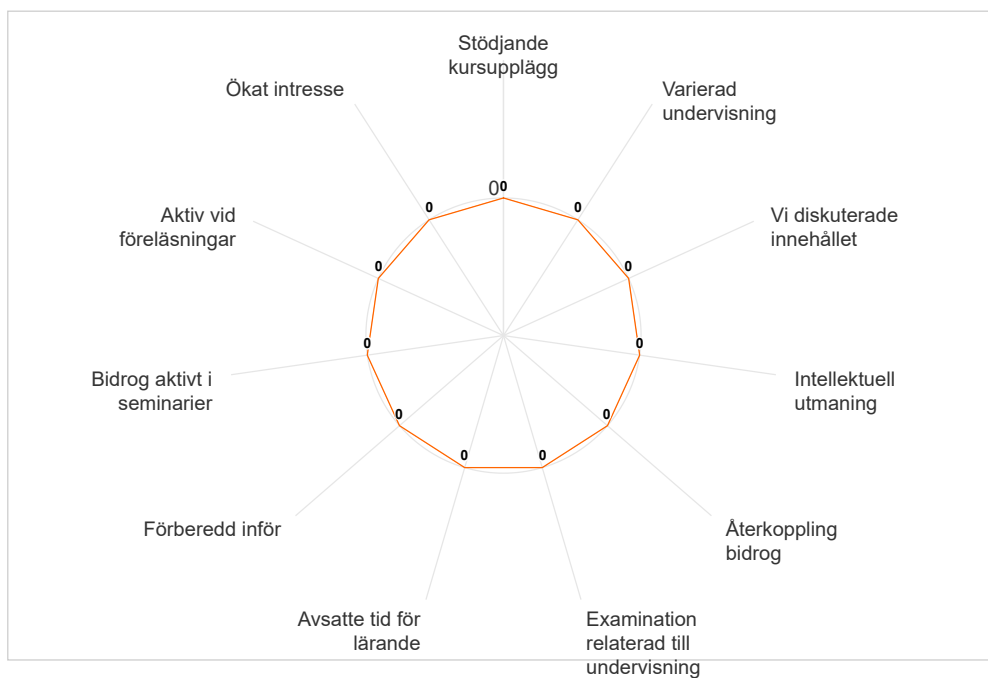 Stödjande
kursupplägg
Varierad
undervisning
Vi diskuterade
innehållet
Intellektuell
utmaning
Återkoppling
bidrog
Examination
relaterad till
undervisning
Avsatte tid för
lärande
Förberedd inför
Bidrog aktivt i
seminarier
Aktiv vid
föreläsningar
Ökat intresse
0
0
0
0
0
0
0
0
0
0
0
0